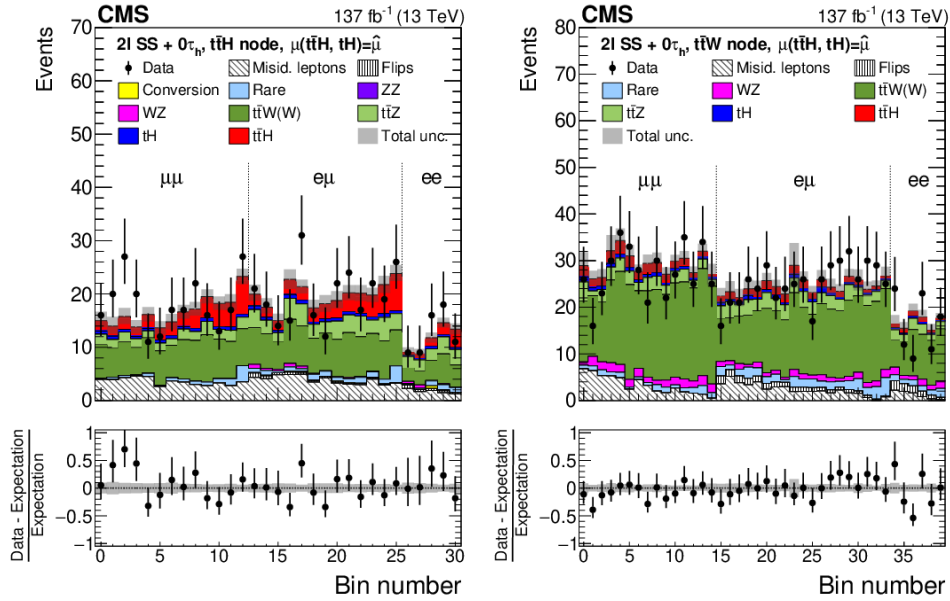 CMS 137 fb⁻¹ (13 TeV)
Events
70
60
50
40
30
20
10
0
2l SS + 0τₕ, tt̄H node, μ(tt̄H, tH)=μ̂
Data Misid. leptons Flips
Conversion Rare ZZ
WZ tt̄W(W) tt̄Z
tH tt̄H Total unc.
μμ eμ ee
Data - Expectation
Expectation
1
0.5
0
−0.5
−1
0 5 10 15 20 25 30
Bin number
CMS 137 fb⁻¹ (13 TeV)
Events
80
70
60
50
40
30
20
10
0
2l SS + 0τₕ, tt̄W node, μ(tt̄H, tH)=μ̂
Data Misid. leptons Flips
Rare WZ tt̄W(W)
tt̄Z tH tt̄H
Total unc.
μμ eμ ee
Data - Expectation
Expectation
1
0.5
0
−0.5
−1
0 5 10 15 20 25 30 35
Bin number